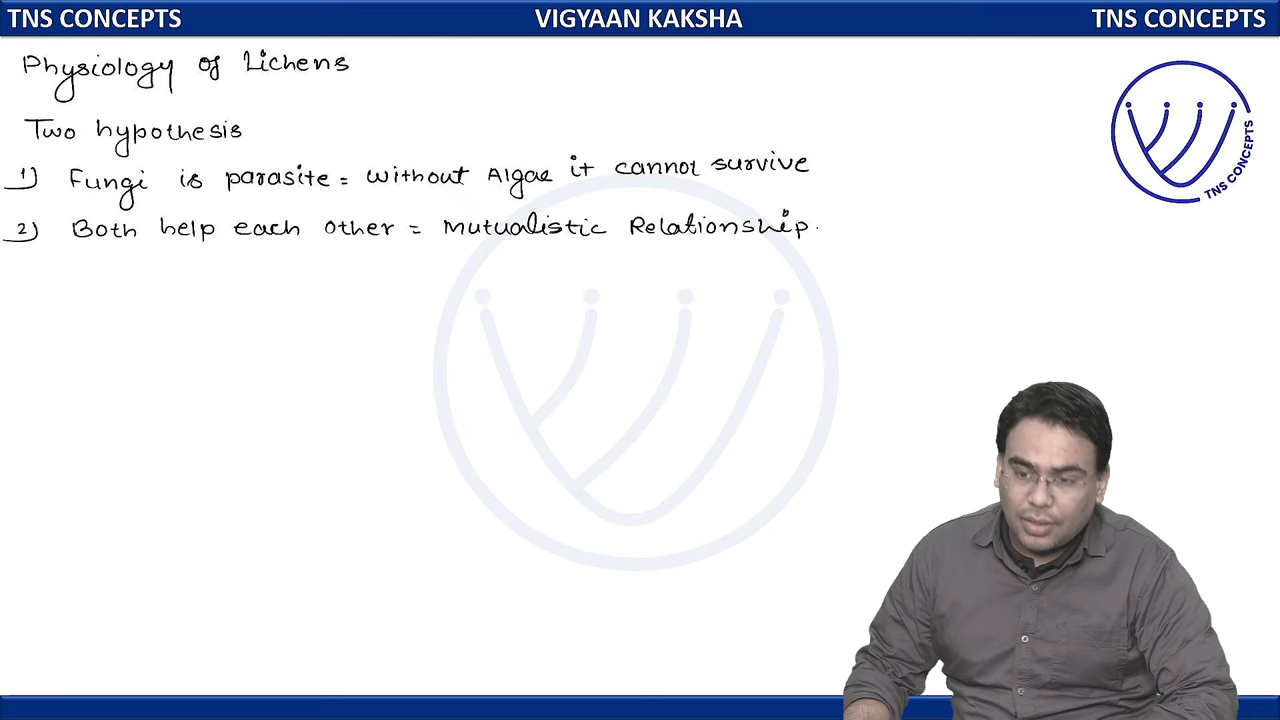 TNS CONCEPTS VIGYAAN KAKSHA TNS CONCEPTS
Physiology of Lichens
Two hypothesis
1) Fungi is parasite = without Algae it cannot survive
2) Both help each other = Mutualistic Relationship.
TNS CONCEPTS